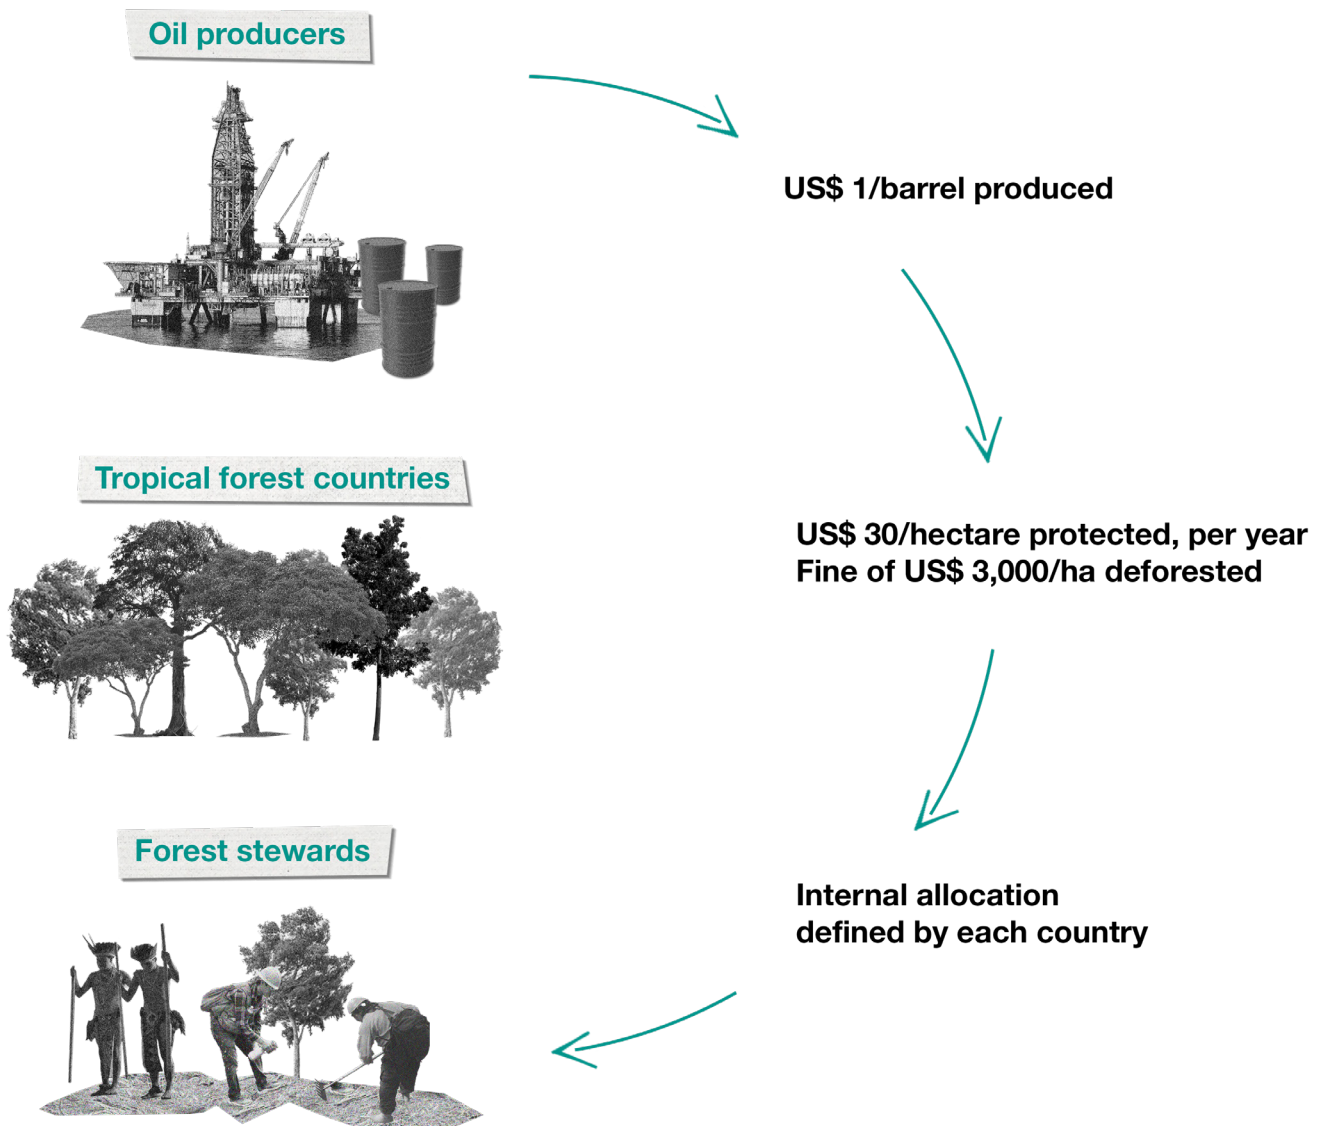 Oil producers
US$ 1/barrel produced
Tropical forest countries
US$ 30/hectare protected, per year
Fine of US$ 3,000/ha deforested
Forest stewards
Internal allocation
defined by each country